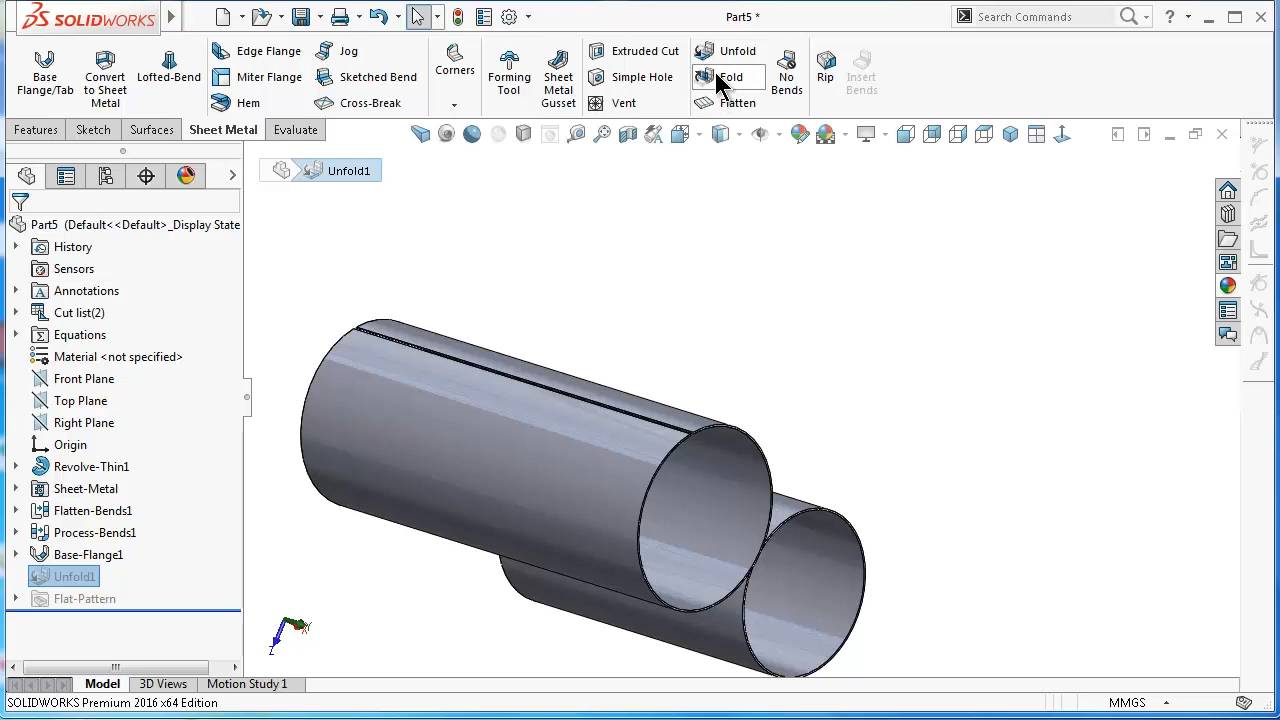 SOLIDWORKS
Part5 *
Search Commands
Base Flange/Tab
Convert to Sheet Metal
Lofted-Bend
Edge Flange
Miter Flange
Hem
Jog
Sketched Bend
Cross-Break
Corners
Forming Tool
Sheet Metal Gusset
Extruded Cut
Simple Hole
Vent
Unfold
Fold
Flatten
No Bends
Rip
Insert Bends
Features
Sketch
Surfaces
Sheet Metal
Evaluate
Unfold1
Part5 (Default<<Default>_Display State
History
Sensors
Annotations
Cut list(2)
Equations
Material <not specified>
Front Plane
Top Plane
Right Plane
Origin
Revolve-Thin1
Sheet-Metal
Flatten-Bends1
Process-Bends1
Base-Flange1
Unfold1
Flat-Pattern
Z
Model
3D Views
Motion Study 1
SOLIDWORKS Premium 2016 x64 Edition
MMGS